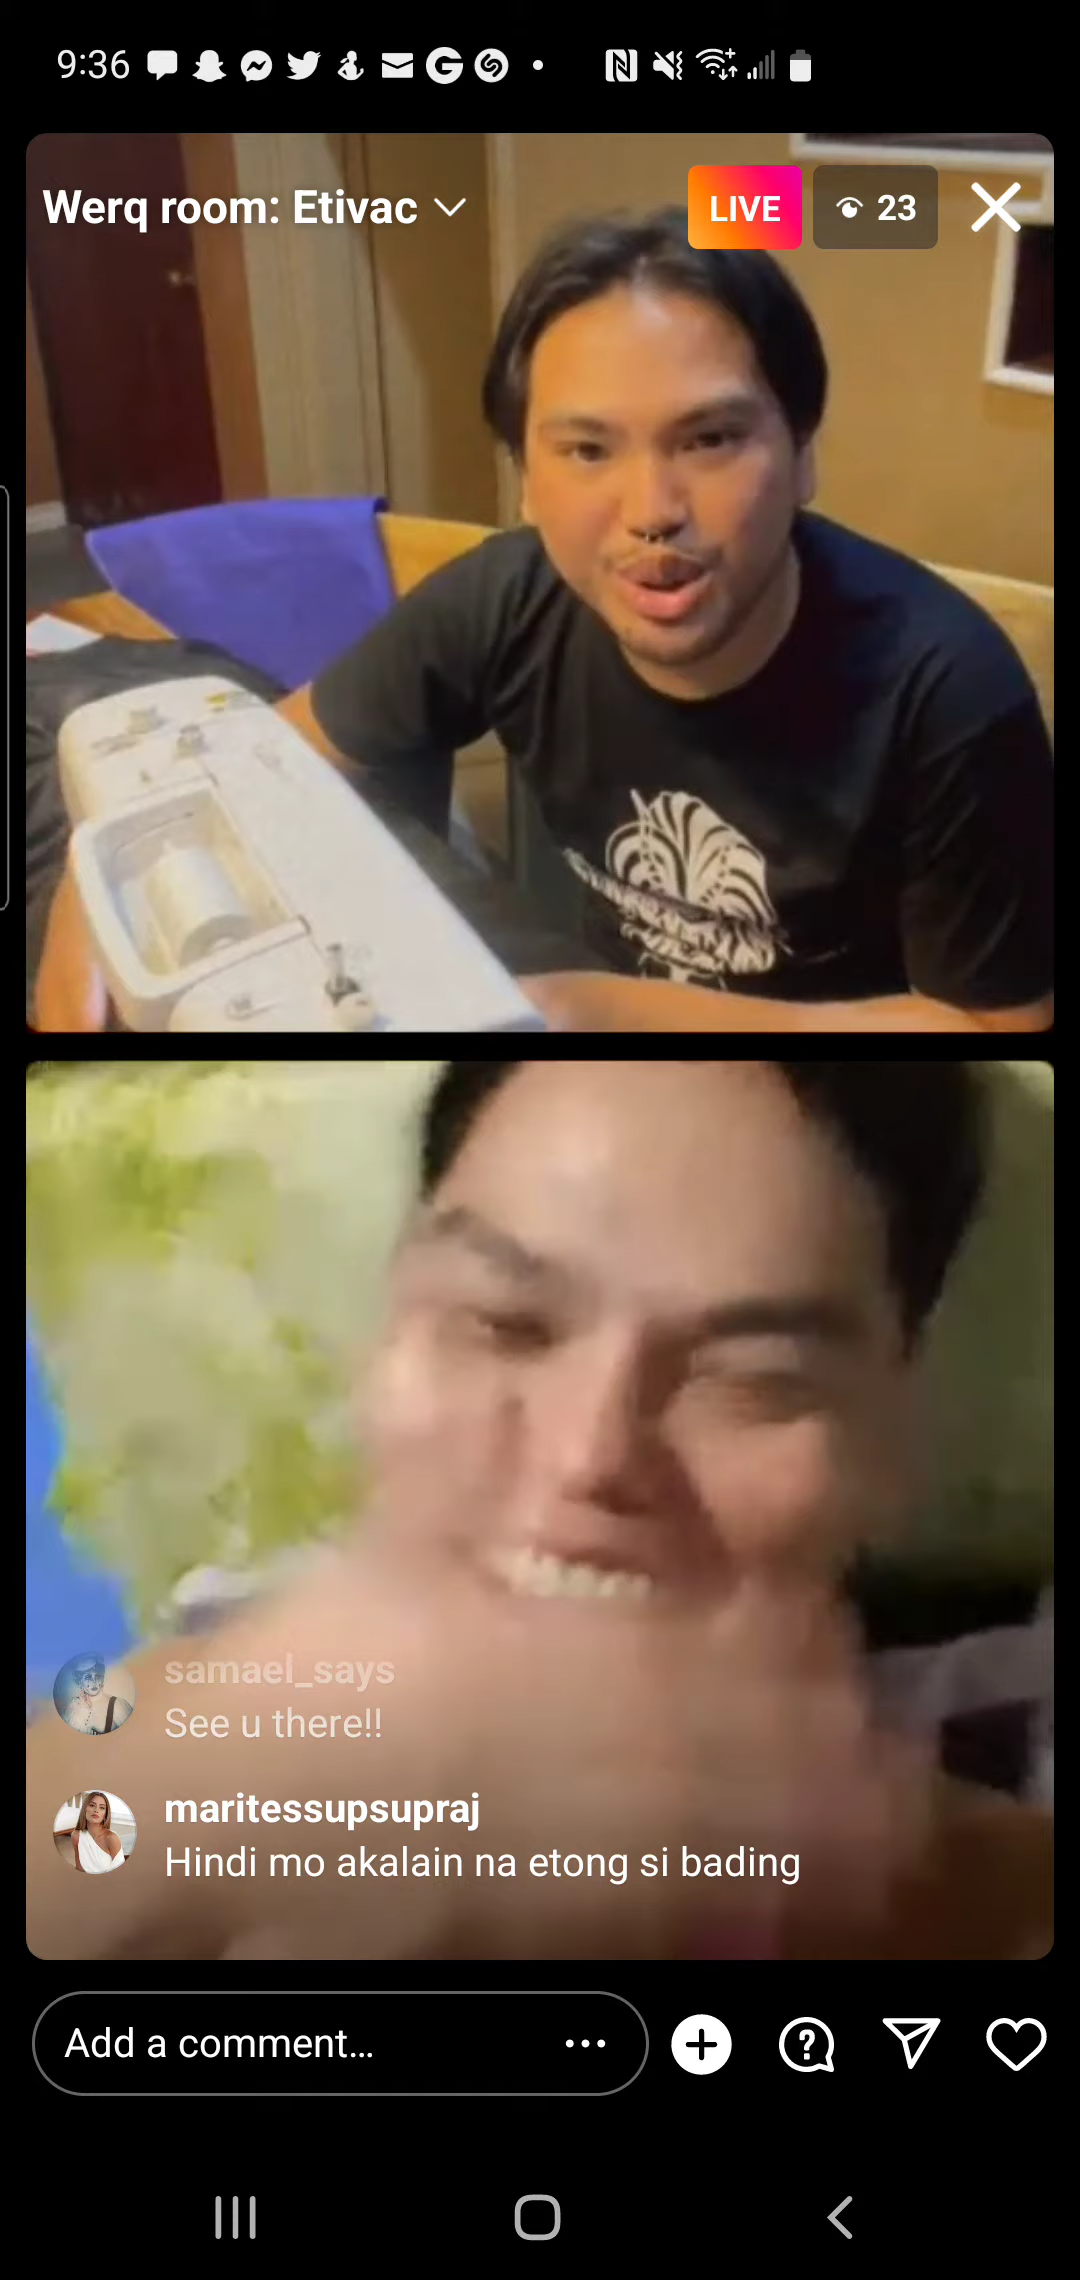 9:36
Werq room: Etivac
LIVE
23
samael_says
See u there!!
maritessupsupraj
Hindi mo akalain na etong si bading
Add a comment...